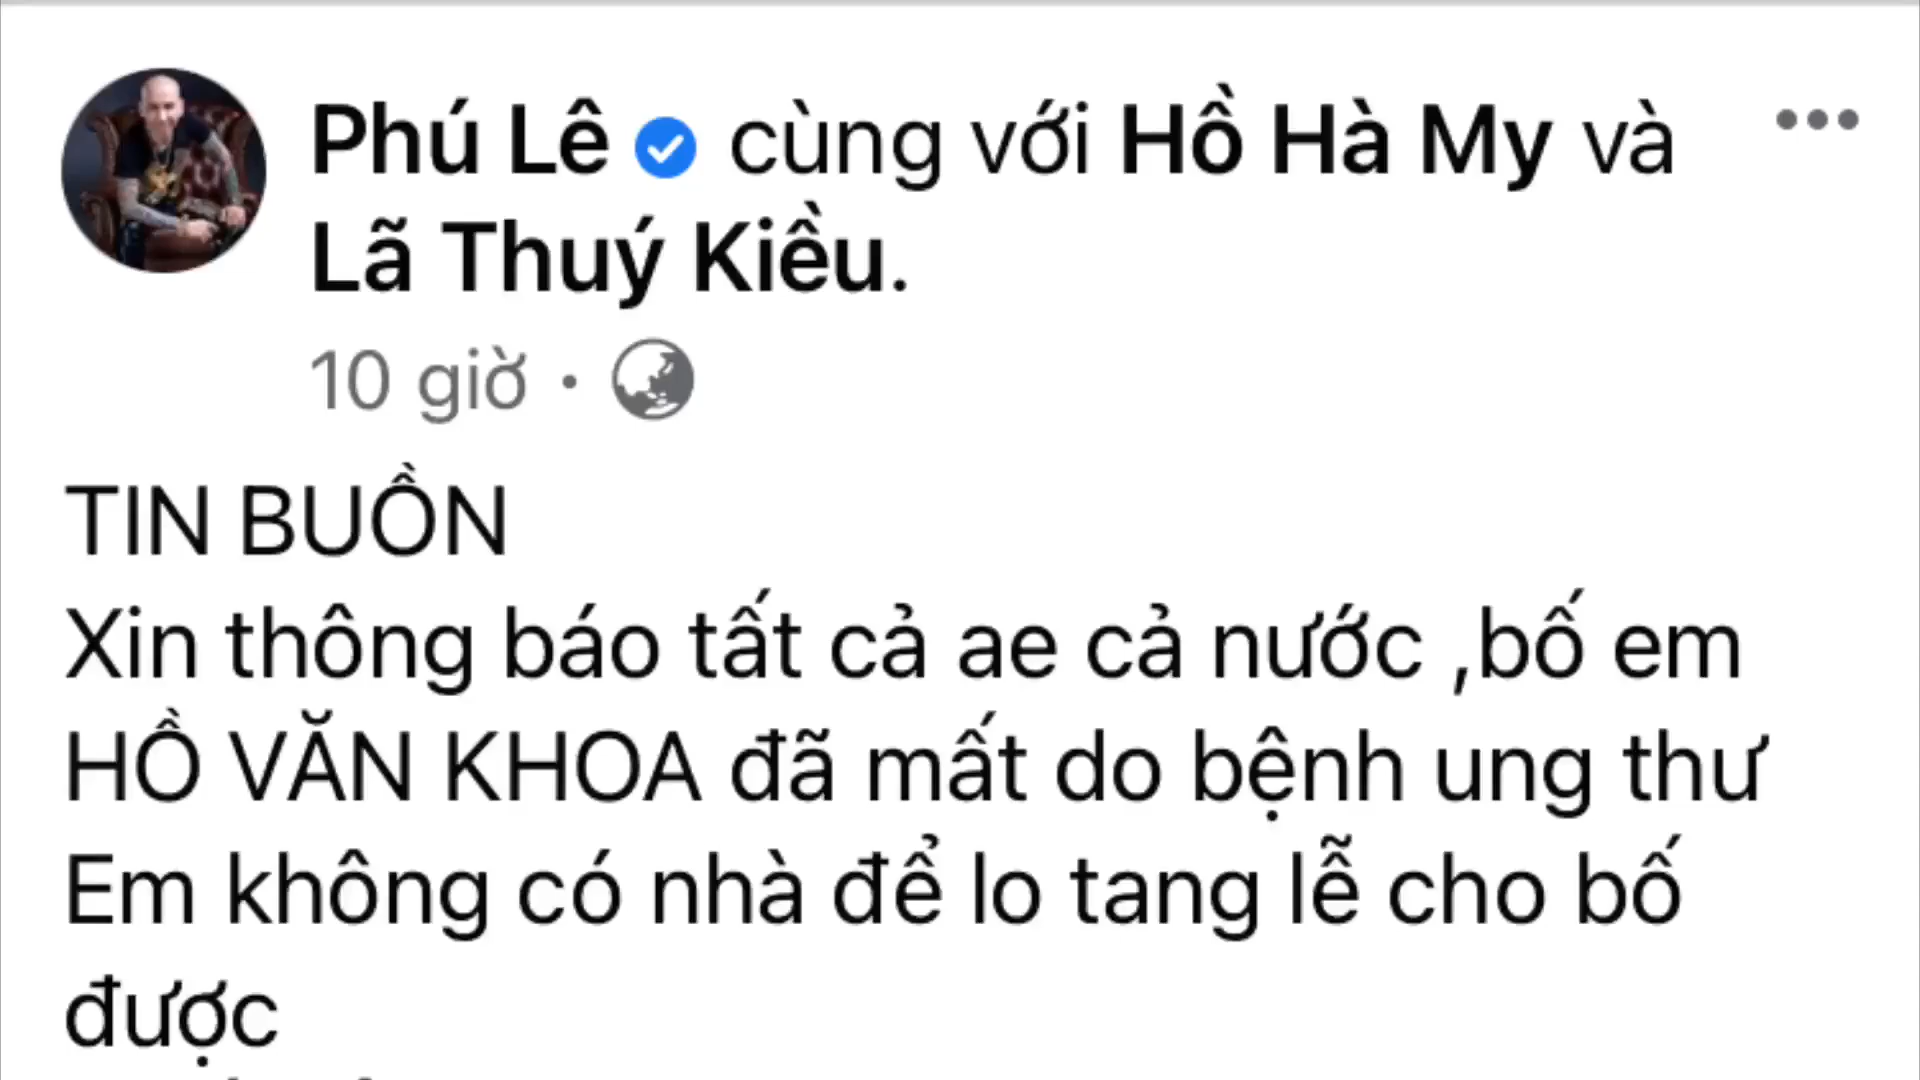 Phú Lê cùng với Hồ Hà My và
Lã Thuý Kiều.
10 giờ ·
TIN BUỒN
Xin thông báo tất cả ae cả nước ,bố em
HỒ VĂN KHOA đã mất do bệnh ung thư
Em không có nhà để lo tang lễ cho bố
được